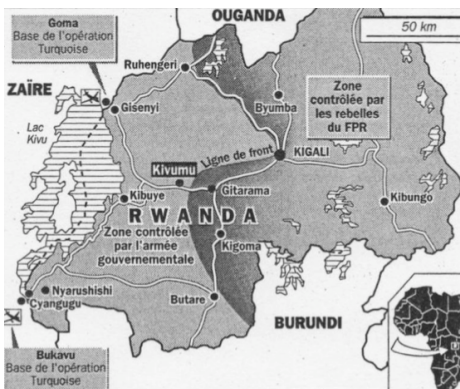 OUGANDA
50 km
Goma
Base de l'opération
Turquoise
Ruhengeri
ZAÏRE
Gisenyi
Byumba
Zone
contrôlée par
les rebelles
du FPR
Lac
Kivu
Ligne de front
KIGALI
Kivumu
Gitarama
Kibuye
Kibungo
RWANDA
Zone contrôlée
par l'armée
gouvernementale
Kigoma
Nyarushishi
Cyangugu
Butare
BURUNDI
Bukavu
Base de l'opération
Turquoise